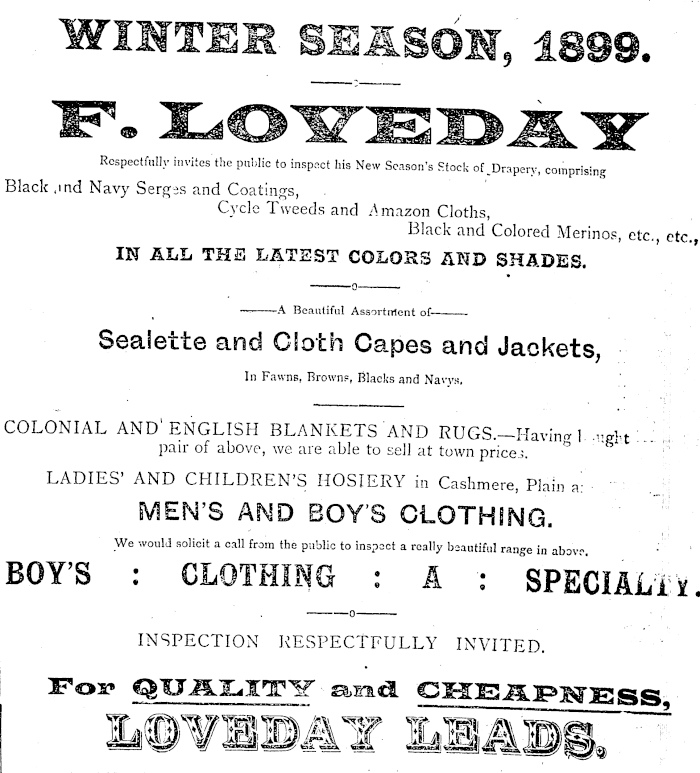 WINTER SEASON, 1899.
F. LOVEDAY
Respectfully invites the public to inspect his New Season's Stock of Drapery, comprising
Black and Navy Serges and Coatings,
Cycle Tweeds and Amazon Cloths,
Black and Colored Merinos, etc., etc.,
IN ALL THE LATEST COLORS AND SHADES.
A Beautiful Assortment of
Sealette and Cloth Capes and Jackets,
In Fawns, Browns, Blacks and Navys.
COLONIAL AND ENGLISH BLANKETS AND RUGS.—Having bought
pair of above, we are able to sell at town prices.
LADIES' AND CHILDREN'S HOSIERY in Cashmere, Plain
MEN'S AND BOY'S CLOTHING.
We would solicit a call from the public to inspect a really beautiful range in above.
BOY'S : CLOTHING : A : SPECIALTY.
INSPECTION RESPECTFULLY INVITED.
For QUALITY and CHEAPNESS,
LOVEDAY LEADS.